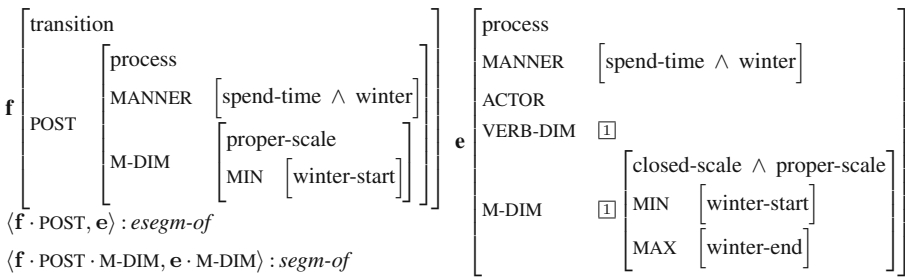 f
transition
POST
process
MANNER [spend-time ∧ winter]
M-DIM
proper-scale
MIN [winter-start]
⟨f · POST, e⟩ : esegm-of
⟨f · POST · M-DIM, e · M-DIM⟩ : segm-of
e
process
MANNER [spend-time ∧ winter]
ACTOR
VERB-DIM 1
M-DIM 1
closed-scale ∧ proper-scale
MIN [winter-start]
MAX [winter-end]